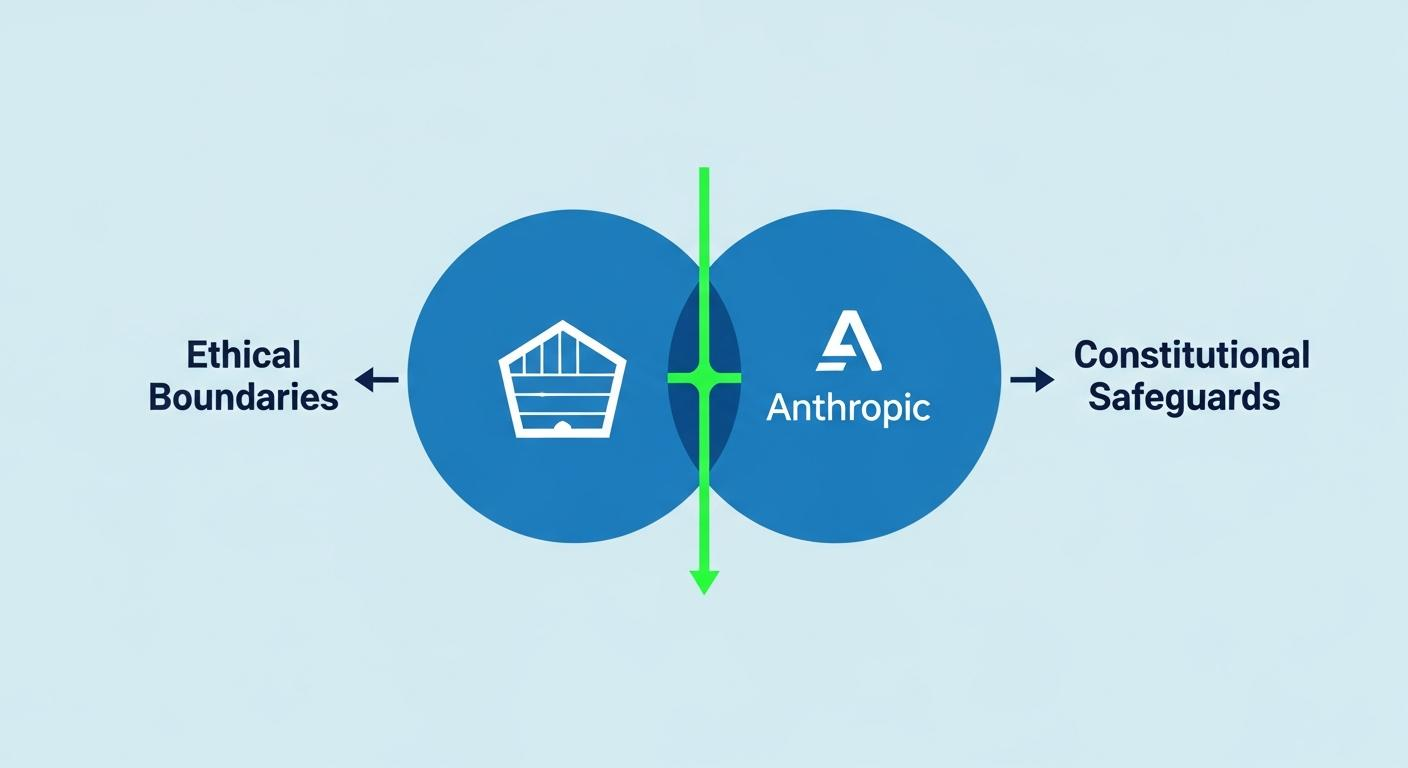 Ethical
Boundaries
Anthropic
Constitutional
Safeguards